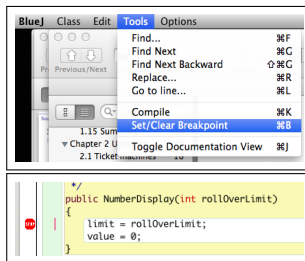 BlueJ Class Edit Tools Options
Find... ⌘F
Find Next ⌘G
Find Next Backward ⇧⌘G
Replace... ⌘R
Go to line... ⌘L
Compile ⌘K
Set/Clear Breakpoint ⌘B
Toggle Documentation View ⌘J
Previous/Next
1.15 Sum
Chapter 2 U
2.1 Ticket machines 16
*/
public NumberDisplay(int rollOverLimit)
{
limit = rollOverLimit;
value = 0;
}